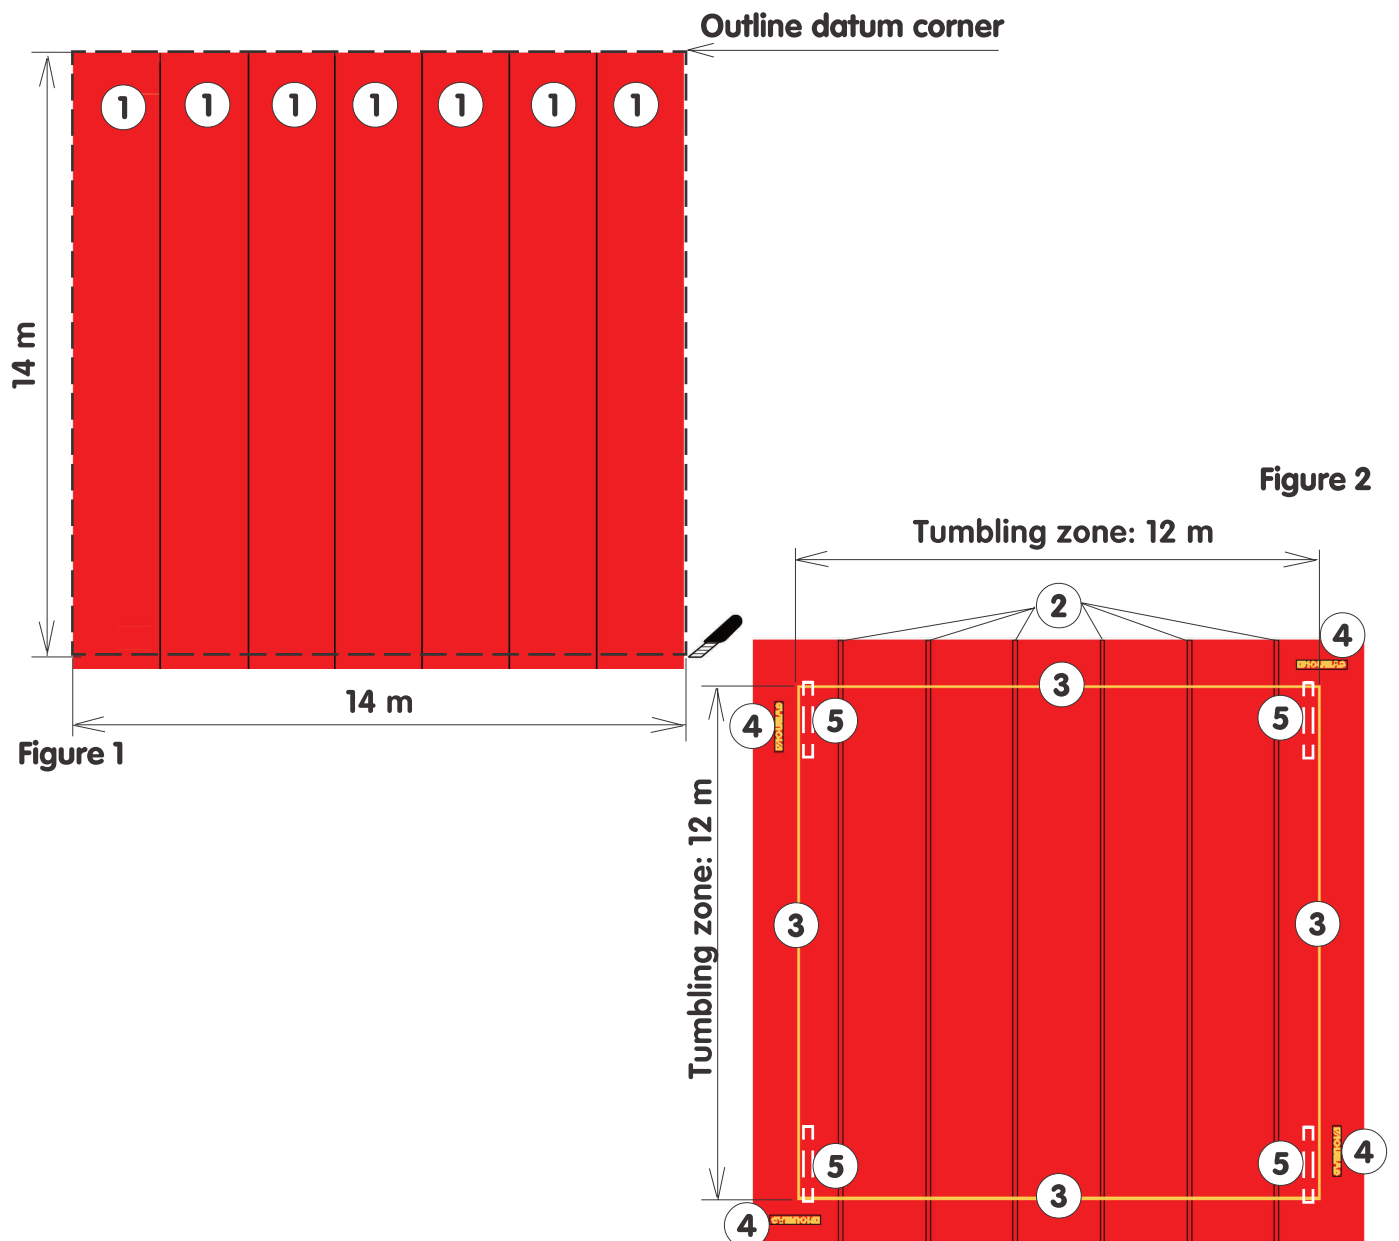 Outline datum corner
1 1 1 1 1 1 1
14 m
14 m
Figure 1
Figure 2
Tumbling zone: 12 m
2
4
3
4 5 5
Tumbling zone: 12 m
3 3
5 5 4
3
4